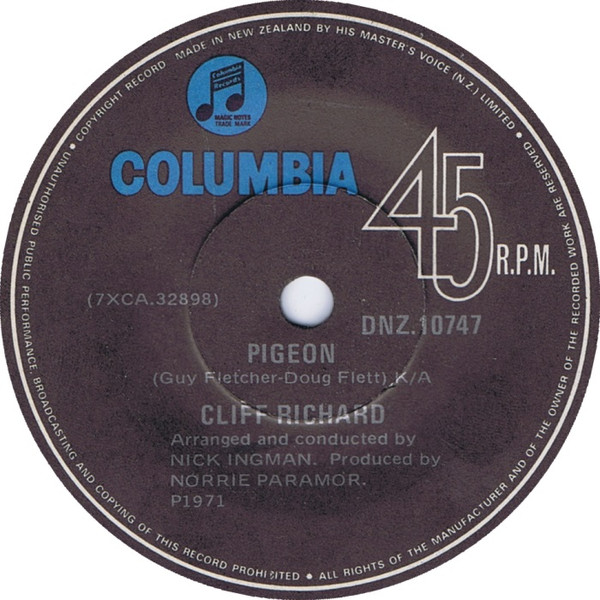 • COPYRIGHT RECORD MADE IN NEW ZEALAND BY HIS MASTER'S VOICE (N.Z.) LIMITED •
UNAUTHORISED PUBLIC PERFORMANCE, BROADCASTING AND COPYING OF THIS RECORD PROHIBITED • ALL RIGHTS OF THE MANUFACTURER AND OF THE OWNER OF THE RECORDED WORK ARE RESERVED •
Columbia
Records
MAGIC NOTES
TRADE MARK
COLUMBIA
45
R.P.M.
(7XCA.32898)
DNZ.10747
PIGEON
(Guy Fletcher-Doug Flett) K/A
CLIFF RICHARD
Arranged and conducted by
NICK INGMAN. Produced by
NORRIE PARAMOR.
P1971